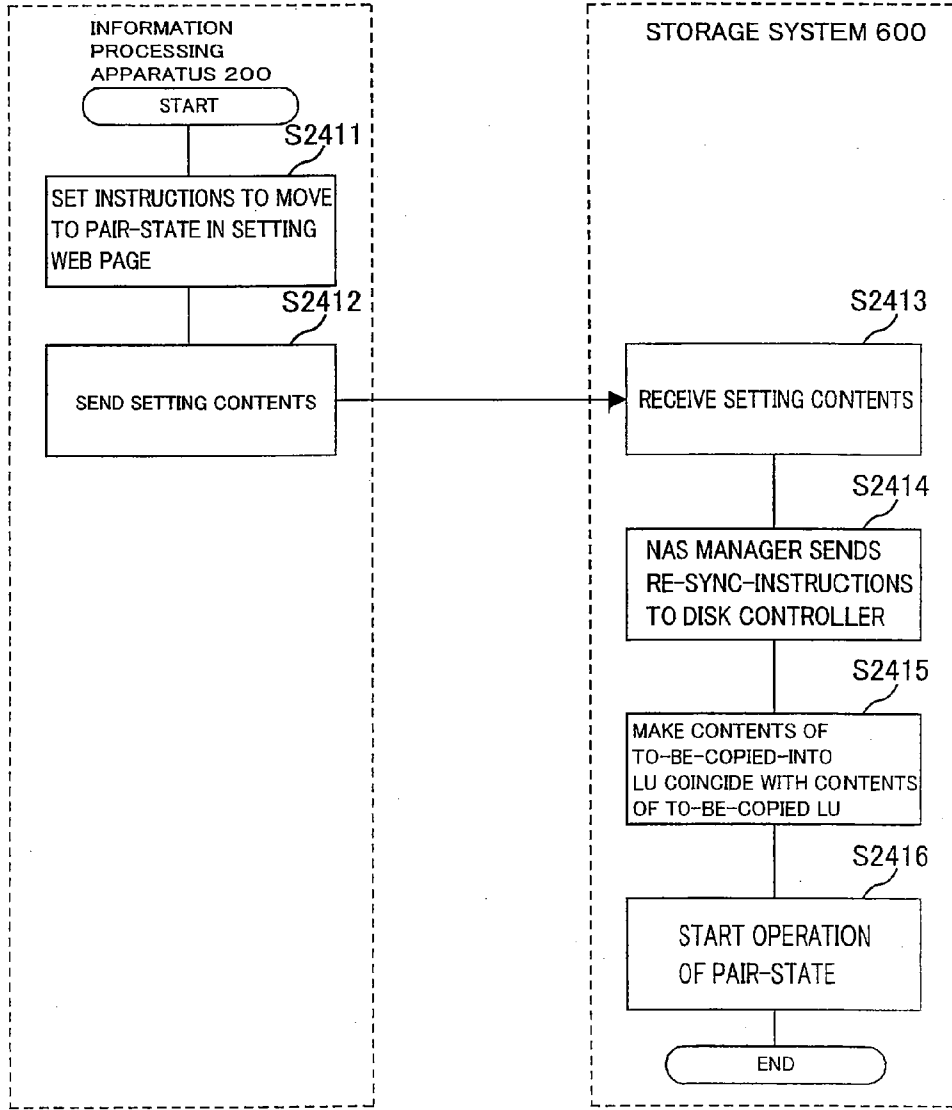 INFORMATION
PROCESSING
APPARATUS 200
START
S2411
SET INSTRUCTIONS TO MOVE
TO PAIR-STATE IN SETTING
WEB PAGE
S2412
SEND SETTING CONTENTS
STORAGE SYSTEM 600
S2413
RECEIVE SETTING CONTENTS
S2414
NAS MANAGER SENDS
RE-SYNC-INSTRUCTIONS
TO DISK CONTROLLER
S2415
MAKE CONTENTS OF
TO-BE-COPIED-INTO
LU COINCIDE WITH CONTENTS
OF TO-BE-COPIED LU
S2416
START OPERATION
OF PAIR-STATE
END